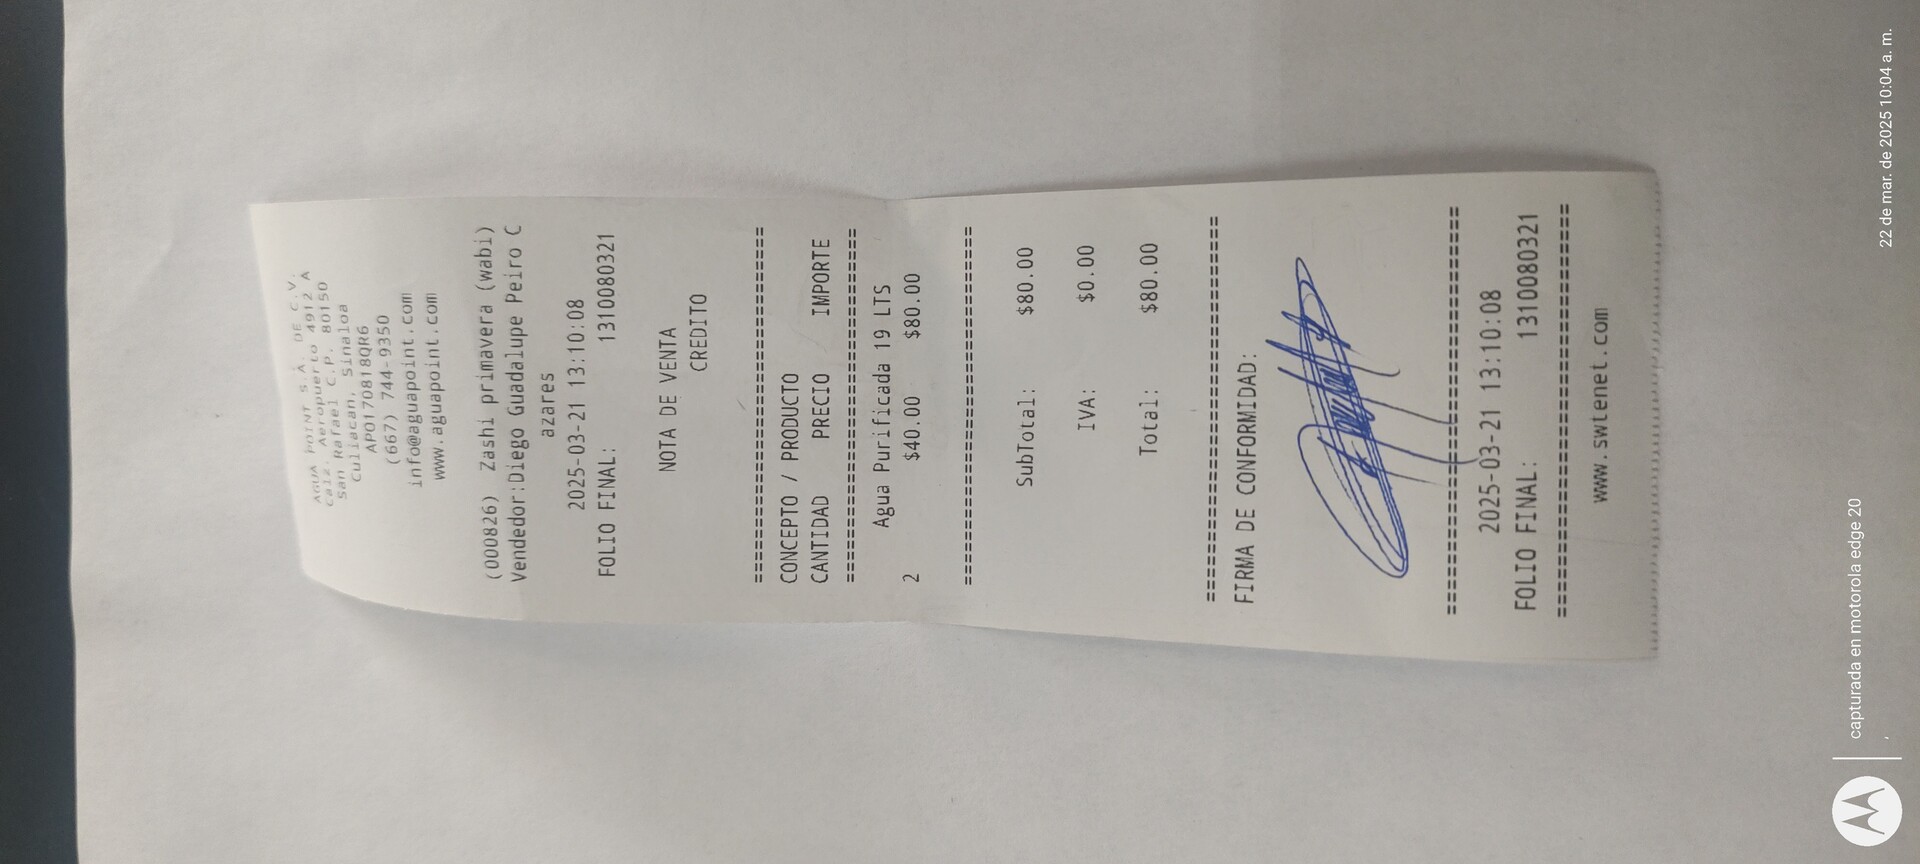 AGUA POINT S.A. DE C.V.
Calz. Aeropuerto 4912 A
San Rafael C.P. 80150
Culiacan, Sinaloa
APO170818QR6
(667) 744-9350
info@aguapoint.com
www.aguapoint.com
(000826) Zashi primavera (wabi)
Vendedor:Diego Guadalupe Peiro C
azares
2025-03-21 13:10:08
FOLIO FINAL: 1310080321
NOTA DE VENTA
CREDITO
================================
CONCEPTO / PRODUCTO
CANTIDAD PRECIO IMPORTE
================================
Agua Purificada 19 LTS
2 $40.00 $80.00
================================
SubTotal: $80.00
IVA: $0.00
Total: $80.00
================================
FIRMA DE CONFORMIDAD:
================================
2025-03-21 13:10:08
FOLIO FINAL: 1310080321
================================
www.swtenet.com
capturada en motorola edge 20
22 de mar. de 2025 10:04 a. m.